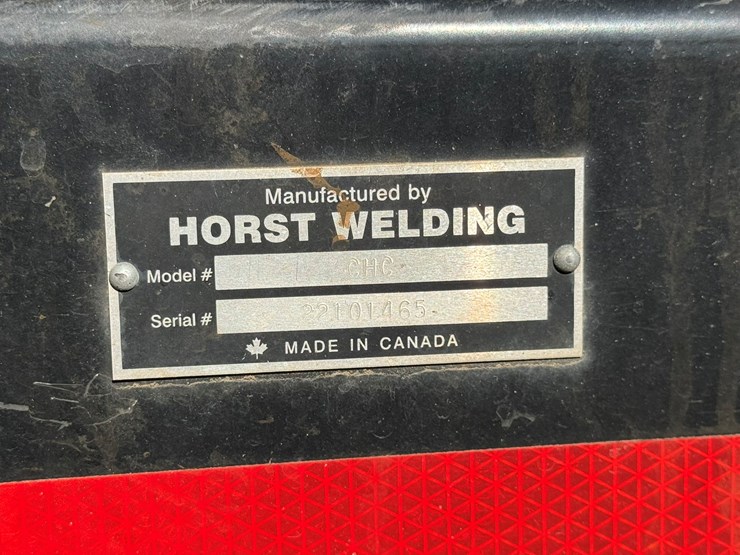 Manufactured by
HORST WELDING
Model # CHC
Serial # 22101465
MADE IN CANADA